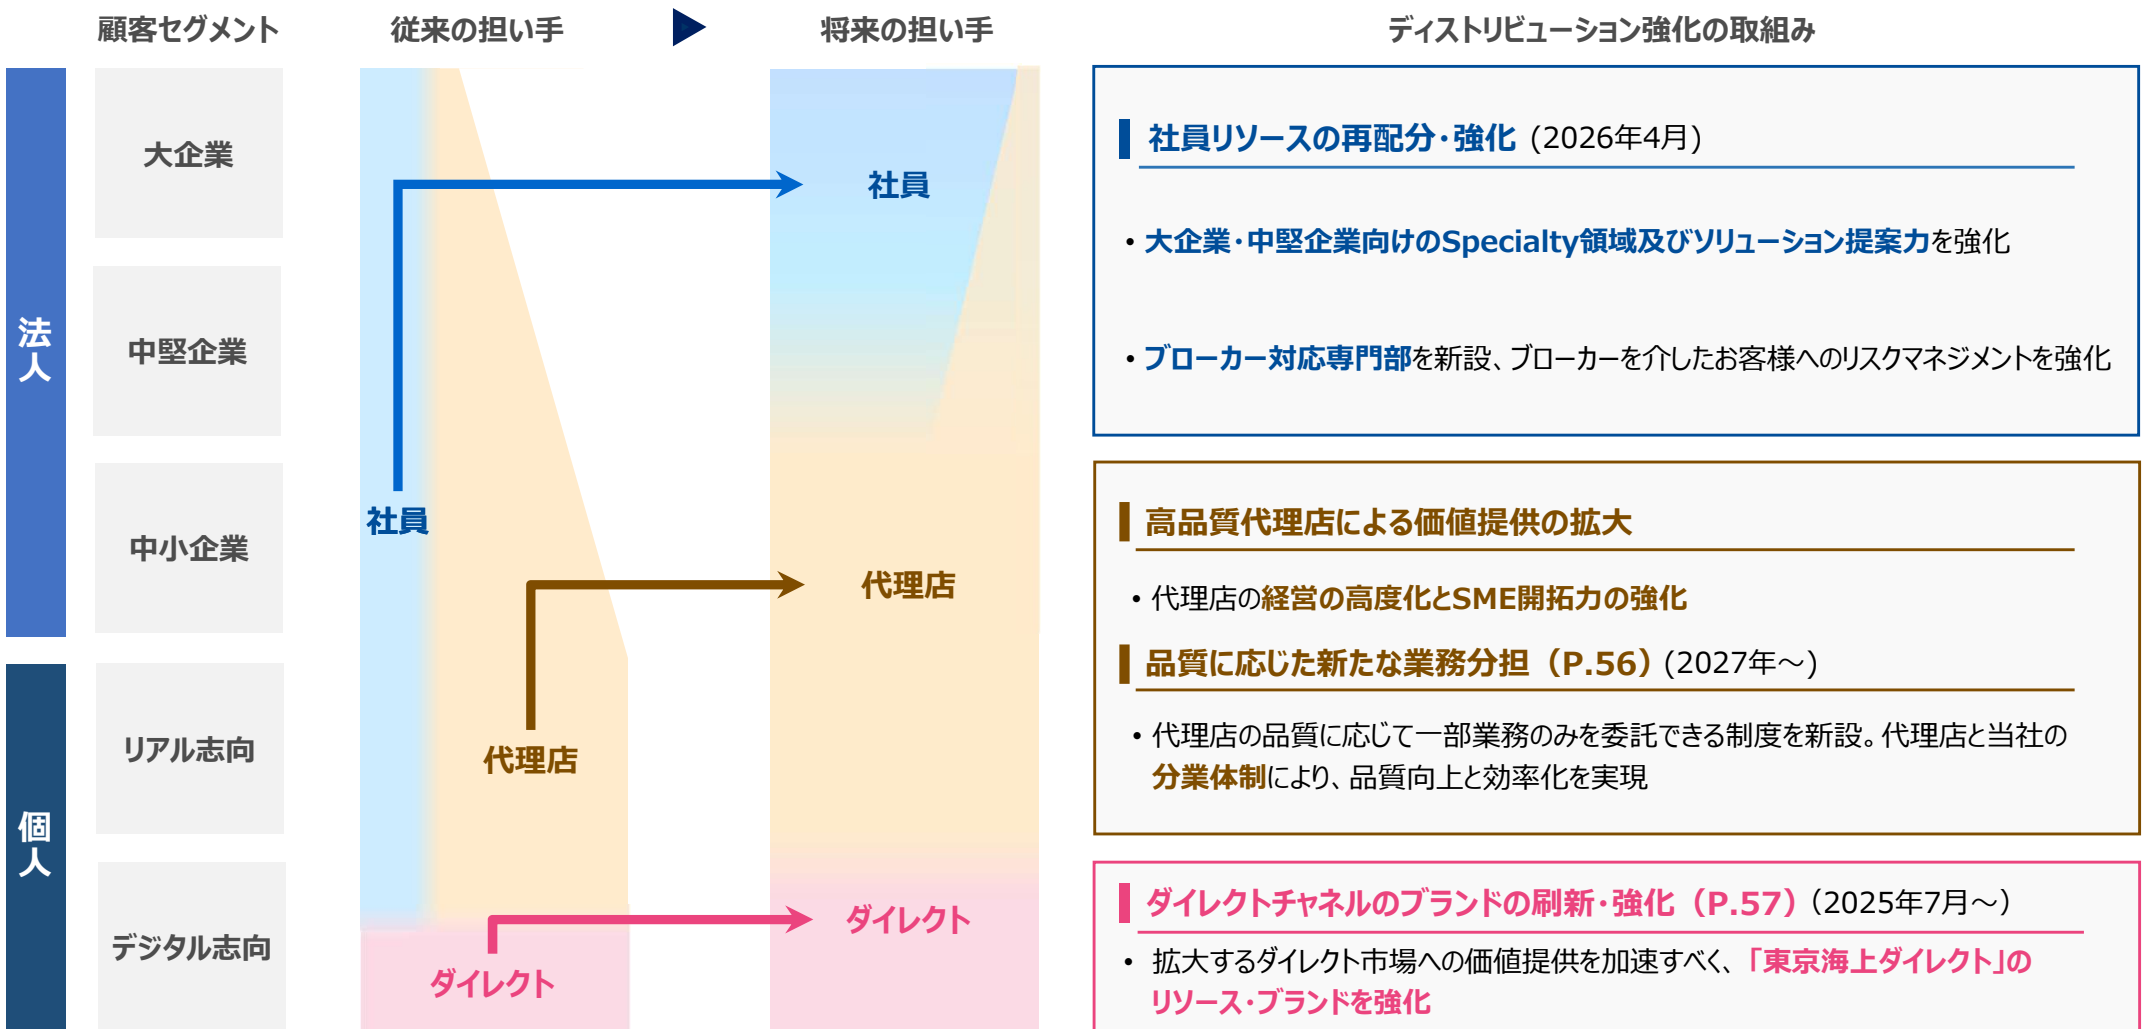 顧客セグメント
従来の担い手
将来の担い手
ディストリビューション強化の取組み
法人
大企業
中堅企業
中小企業
個人
リアル志向
デジタル志向
社員
代理店
ダイレクト
社員
代理店
ダイレクト
社員リソースの再配分・強化 (2026年4月)
・大企業・中堅企業向けのSpecialty領域及びソリューション提案力を強化
・ブローカー対応専門部を新設、ブローカーを介したお客様へのリスクマネジメントを強化
高品質代理店による価値提供の拡大
・代理店の経営の高度化とSME開拓力の強化
品質に応じた新たな業務分担（P.56）(2027年～)
・代理店の品質に応じて一部業務のみを委託できる制度を新設。代理店と当社の
分業体制により、品質向上と効率化を実現
ダイレクトチャネルのブランドの刷新・強化（P.57）（2025年7月～）
・拡大するダイレクト市場への価値提供を加速すべく、「東京海上ダイレクト」の
リソース・ブランドを強化